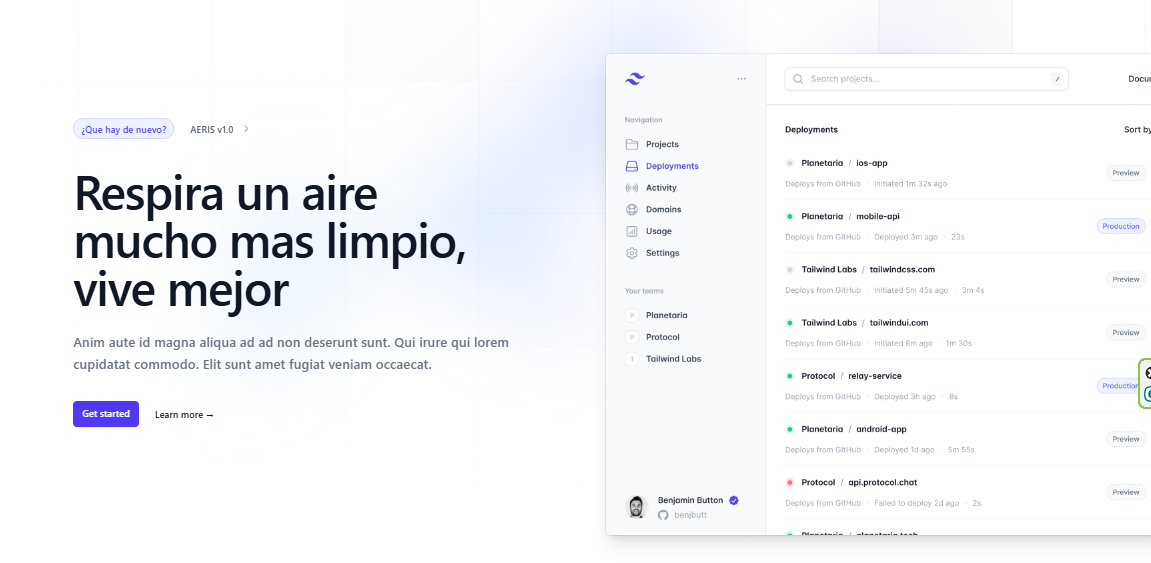 ¿Que hay de nuevo?
AERIS v1.0
Respira un aire
mucho mas limpio,
vive mejor
Anim aute id magna aliqua ad ad non deserunt sunt. Qui irure qui lorem
cupidatat commodo. Elit sunt amet fugiat veniam occaecat.
Get started
Learn more →
Navigation
Projects
Deployments
Activity
Domains
Usage
Settings
Your teams
P Planetaria
P Protocol
T Tailwind Labs
Benjamin Button
benjbutt
Search projects...
/
Deployments
Sort by
Planetaria / ios-app
Deploys from GitHub · Initiated 1m 32s ago
Preview
Planetaria / mobile-api
Deploys from GitHub · Deployed 3m ago · 23s
Production
Tailwind Labs / tailwindcss.com
Deploys from GitHub · Initiated 5m 45s ago · 3m 4s
Preview
Tailwind Labs / tailwindui.com
Deploys from GitHub · Initiated 8m ago · 1m 30s
Preview
Protocol / relay-service
Deploys from GitHub · Deployed 3h ago · 8s
Production
Planetaria / android-app
Deploys from GitHub · Deployed 1d ago · 5m 55s
Preview
Protocol / api.protocol.chat
Deploys from GitHub · Failed to deploy 2d ago · 2s
Preview